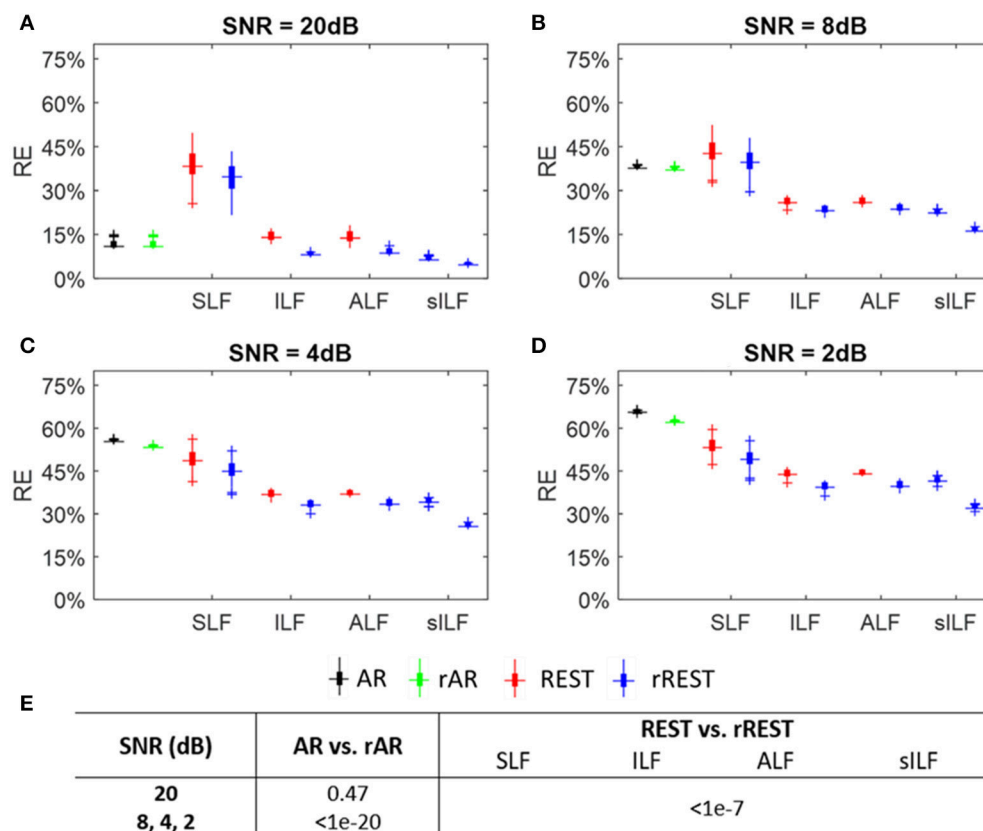 A
SNR = 20dB
75%
60%
45%
30%
15%
0%
RE
SLF ILF ALF sILF
B
SNR = 8dB
75%
60%
45%
30%
15%
0%
RE
SLF ILF ALF sILF
C
SNR = 4dB
75%
60%
45%
30%
15%
0%
RE
SLF ILF ALF sILF
D
SNR = 2dB
75%
60%
45%
30%
15%
0%
RE
SLF ILF ALF sILF
AR rAR REST rREST
E
SNR (dB) AR vs. rAR REST vs. rREST
SLF ILF ALF sILF
20 0.47
8, 4, 2 <1e-20
<1e-7